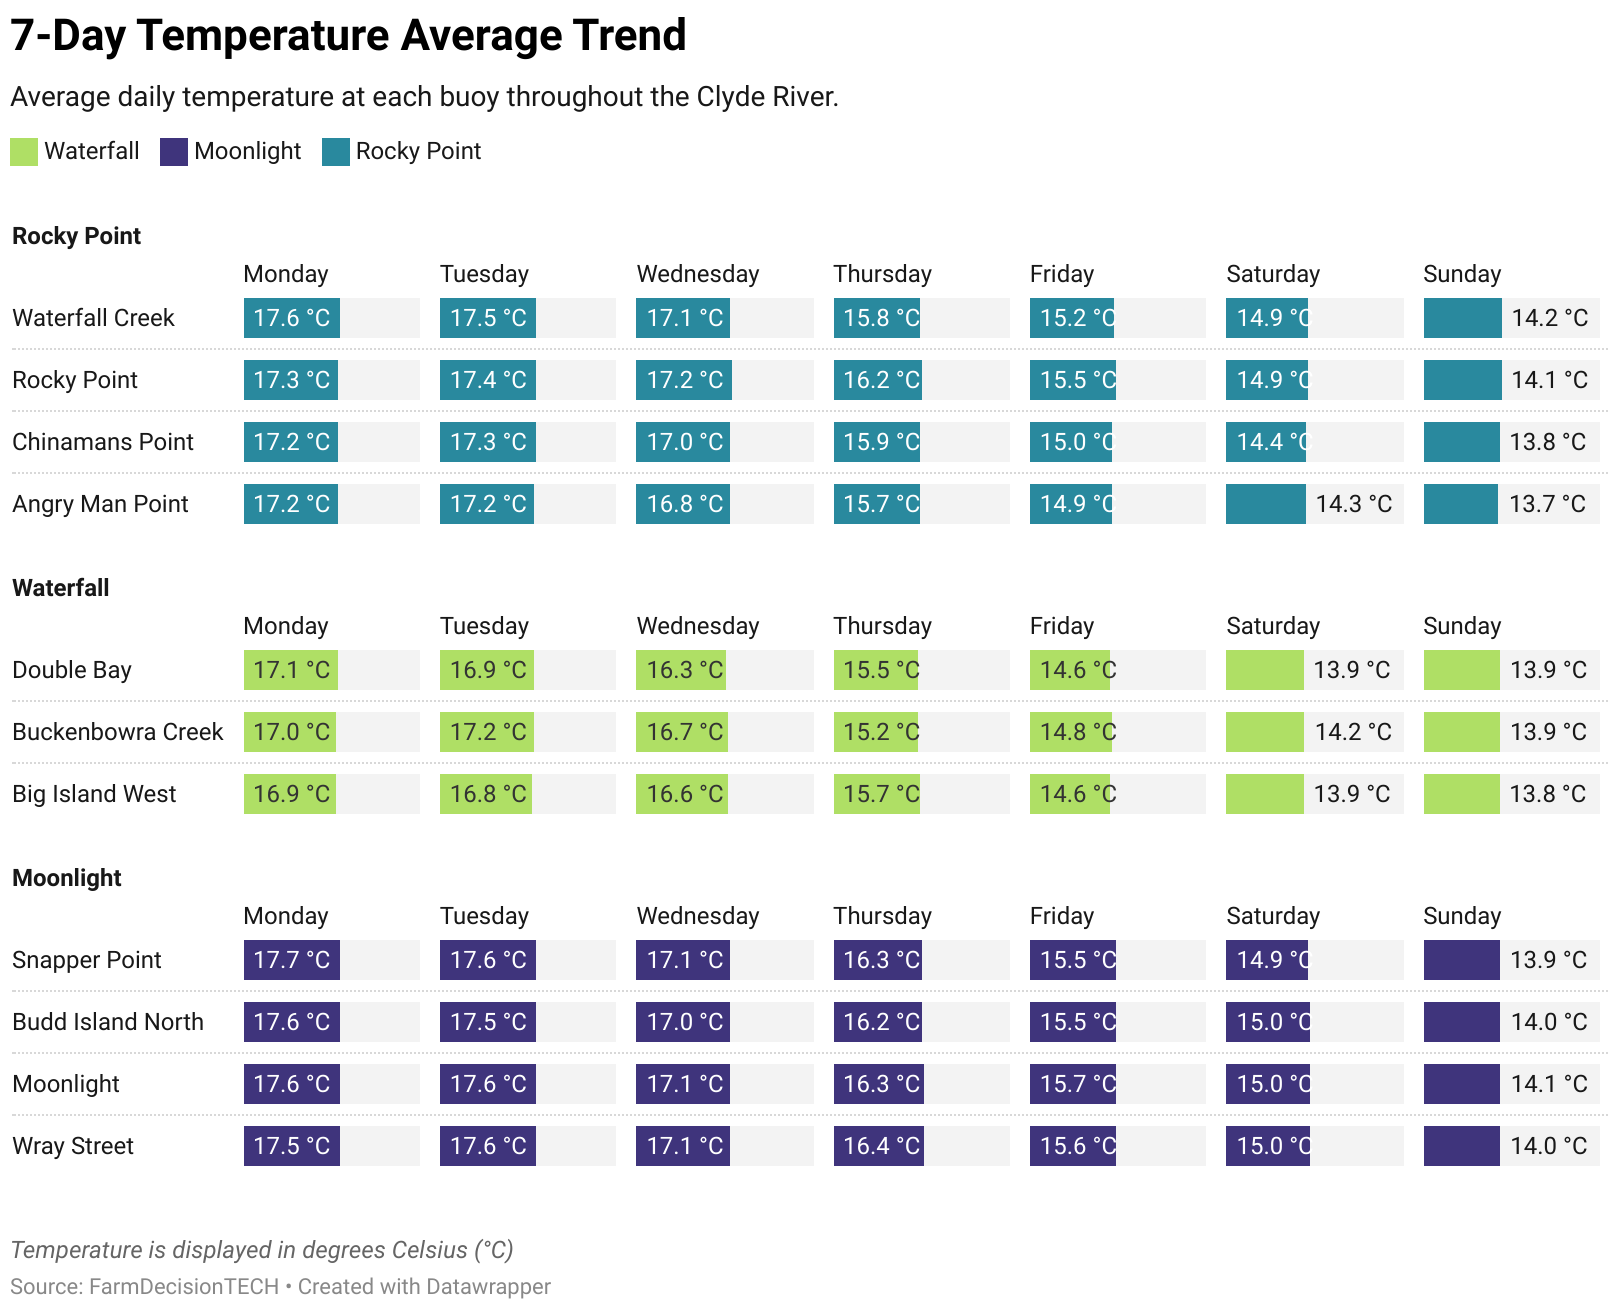 7-Day Temperature Average Trend
Average daily temperature at each buoy throughout the Clyde River.
Waterfall Moonlight Rocky Point
Rocky Point
Monday Tuesday Wednesday Thursday Friday Saturday Sunday
Waterfall Creek 17.6 °C 17.5 °C 17.1 °C 15.8 °C 15.2 °C 14.9 °C 14.2 °C
Rocky Point 17.3 °C 17.4 °C 17.2 °C 16.2 °C 15.5 °C 14.9 °C 14.1 °C
Chinamans Point 17.2 °C 17.3 °C 17.0 °C 15.9 °C 15.0 °C 14.4 °C 13.8 °C
Angry Man Point 17.2 °C 17.2 °C 16.8 °C 15.7 °C 14.9 °C 14.3 °C 13.7 °C
Waterfall
Monday Tuesday Wednesday Thursday Friday Saturday Sunday
Double Bay 17.1 °C 16.9 °C 16.3 °C 15.5 °C 14.6 °C 13.9 °C 13.9 °C
Buckenbowra Creek 17.0 °C 17.2 °C 16.7 °C 15.2 °C 14.8 °C 14.2 °C 13.9 °C
Big Island West 16.9 °C 16.8 °C 16.6 °C 15.7 °C 14.6 °C 13.9 °C 13.8 °C
Moonlight
Monday Tuesday Wednesday Thursday Friday Saturday Sunday
Snapper Point 17.7 °C 17.6 °C 17.1 °C 16.3 °C 15.5 °C 14.9 °C 13.9 °C
Budd Island North 17.6 °C 17.5 °C 17.0 °C 16.2 °C 15.5 °C 15.0 °C 14.0 °C
Moonlight 17.6 °C 17.6 °C 17.1 °C 16.3 °C 15.7 °C 15.0 °C 14.1 °C
Wray Street 17.5 °C 17.6 °C 17.1 °C 16.4 °C 15.6 °C 15.0 °C 14.0 °C
Temperature is displayed in degrees Celsius (°C)
Source: FarmDecisionTECH • Created with Datawrapper